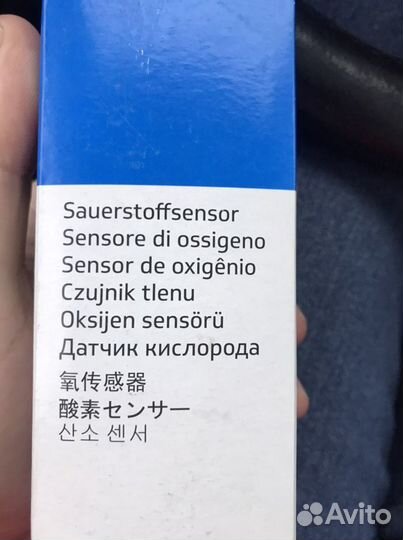 Sauerstoffsensor
Sensore di ossigeno
Sensor de oxigênio
Czujnik tlenu
Oksijen sensörü
Датчик кислорода
氧传感器
酸素センサー
산소 센서
Avito